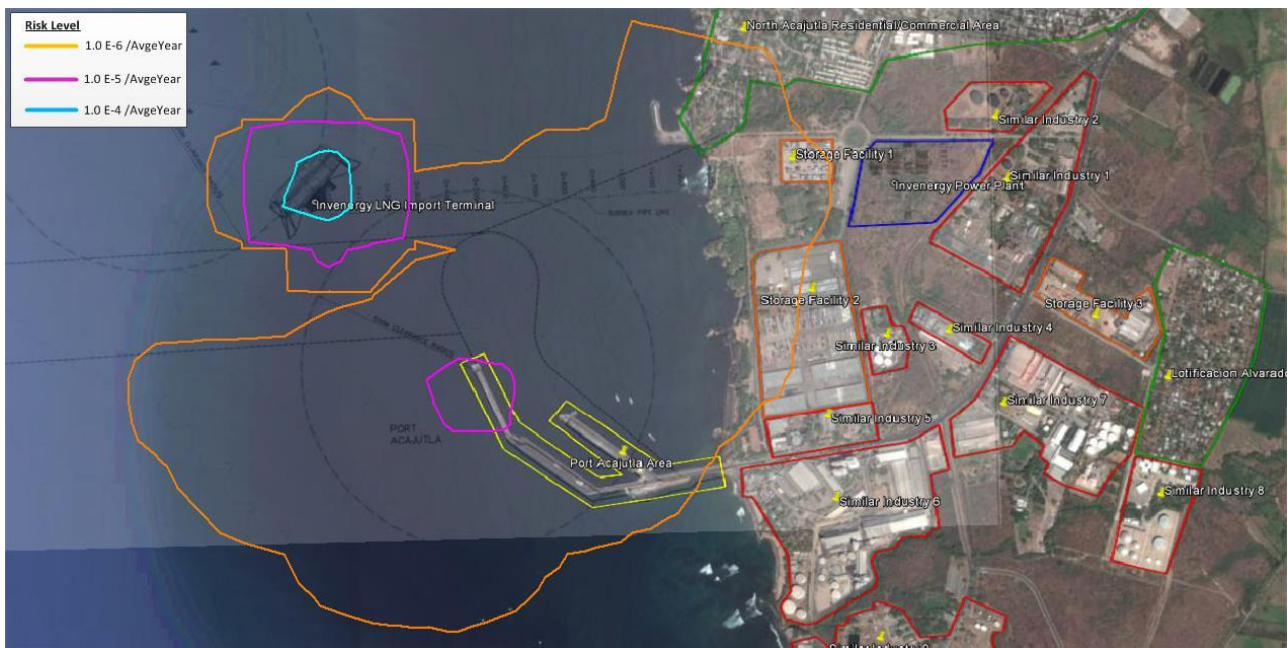 Risk Level
1.0 E-6 /AvgeYear
1.0 E-5 /AvgeYear
1.0 E-4 /AvgeYear
North Acajutla Residential/Commercial Area
Similar Industry 2
Storage Facility 1
Similar Industry 1
Invenergy Power Plant
Invenergy LNG Import Terminal
Storage Facility 2
Storage Facility 3
Similar Industry 4
Similar Industry 3
Lotificacion Alvarado
Similar Industry 7
Similar Industry 5
PORT
ACAJUTLA
Port Acajutla Area
Similar Industry 6
Similar Industry 8